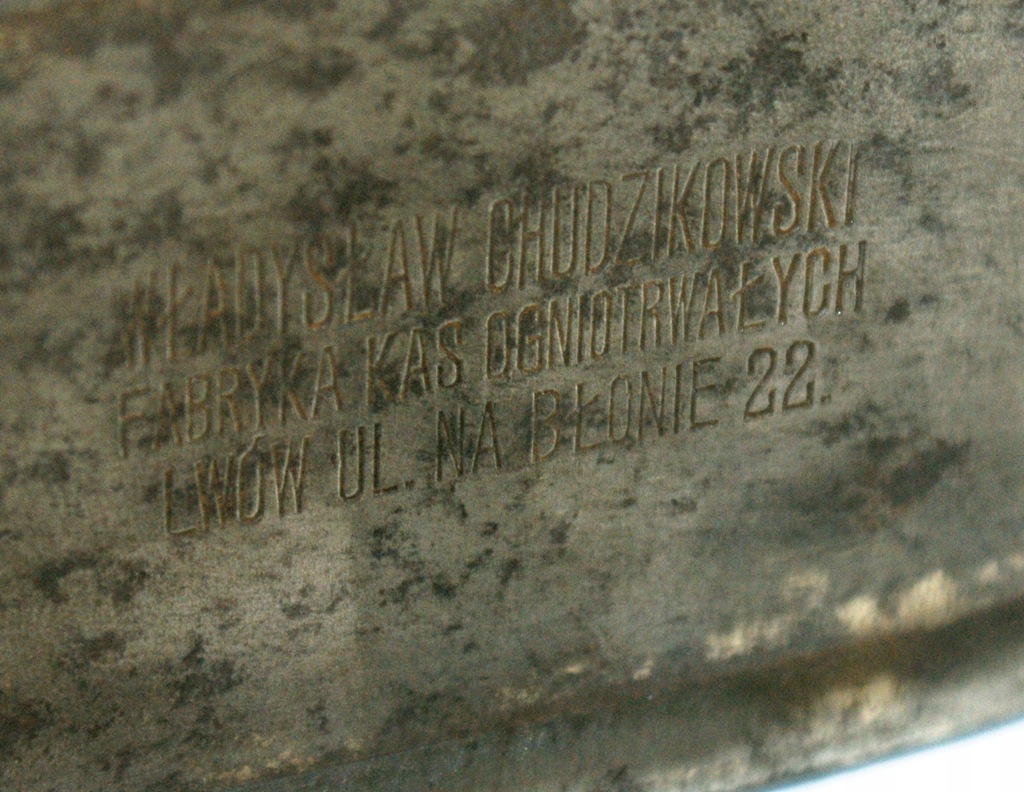 WŁADYSŁAW CHUDZIKOWSKI
FABRYKA KAS OGNIOTRWAŁYCH
LWÓW UL. NA BŁONIE 22.